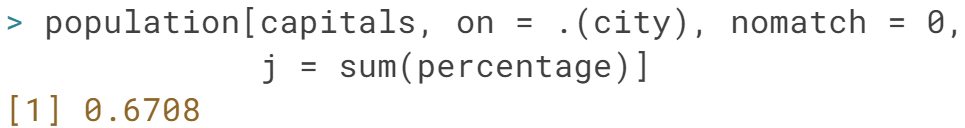 > population[capitals, on = .(city), nomatch = 0,
j = sum(percentage)]
[1] 0.6708